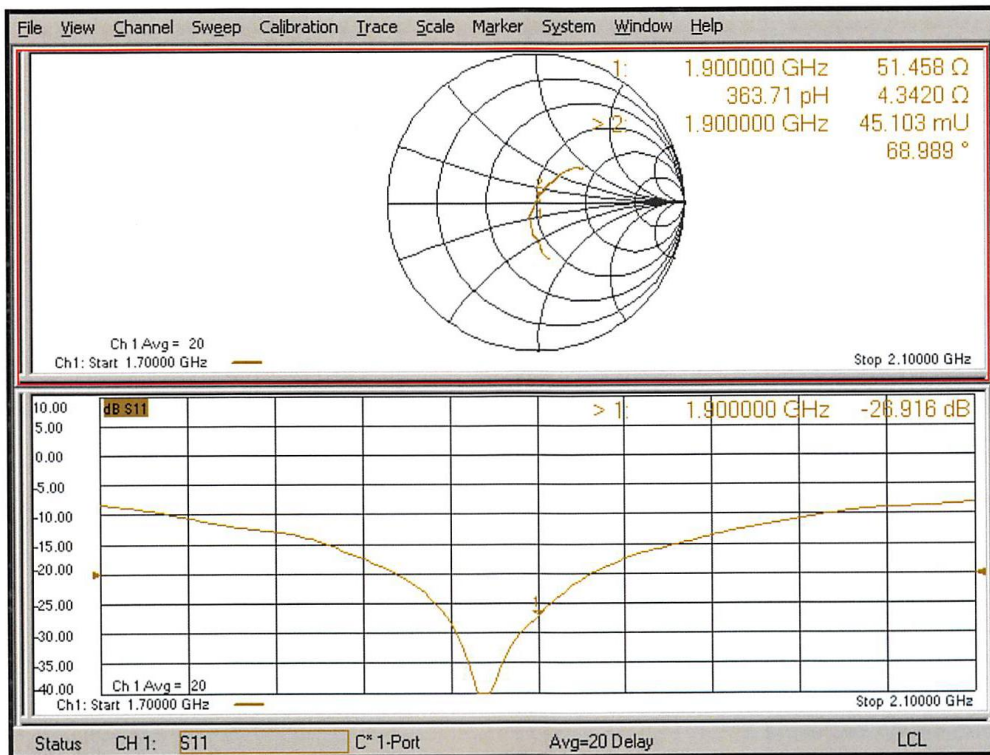 File View Channel Sweep Calibration Trace Scale Marker System Window Help
1: 1.900000 GHz 51.458 Ω
363.71 pH 4.3420 Ω
> 2: 1.900000 GHz 45.103 mU
68.989 °
Ch 1 Avg = 20
Ch1: Start 1.70000 GHz Stop 2.10000 GHz
10.00 dB S11 > 1: 1.900000 GHz -26.916 dB
5.00
0.00
-5.00
-10.00
-15.00
-20.00
-25.00
1
-30.00
-35.00
-40.00
Ch 1 Avg = 20
Ch1: Start 1.70000 GHz Stop 2.10000 GHz
Status CH 1: S11 C* 1-Port Avg=20 Delay LCL